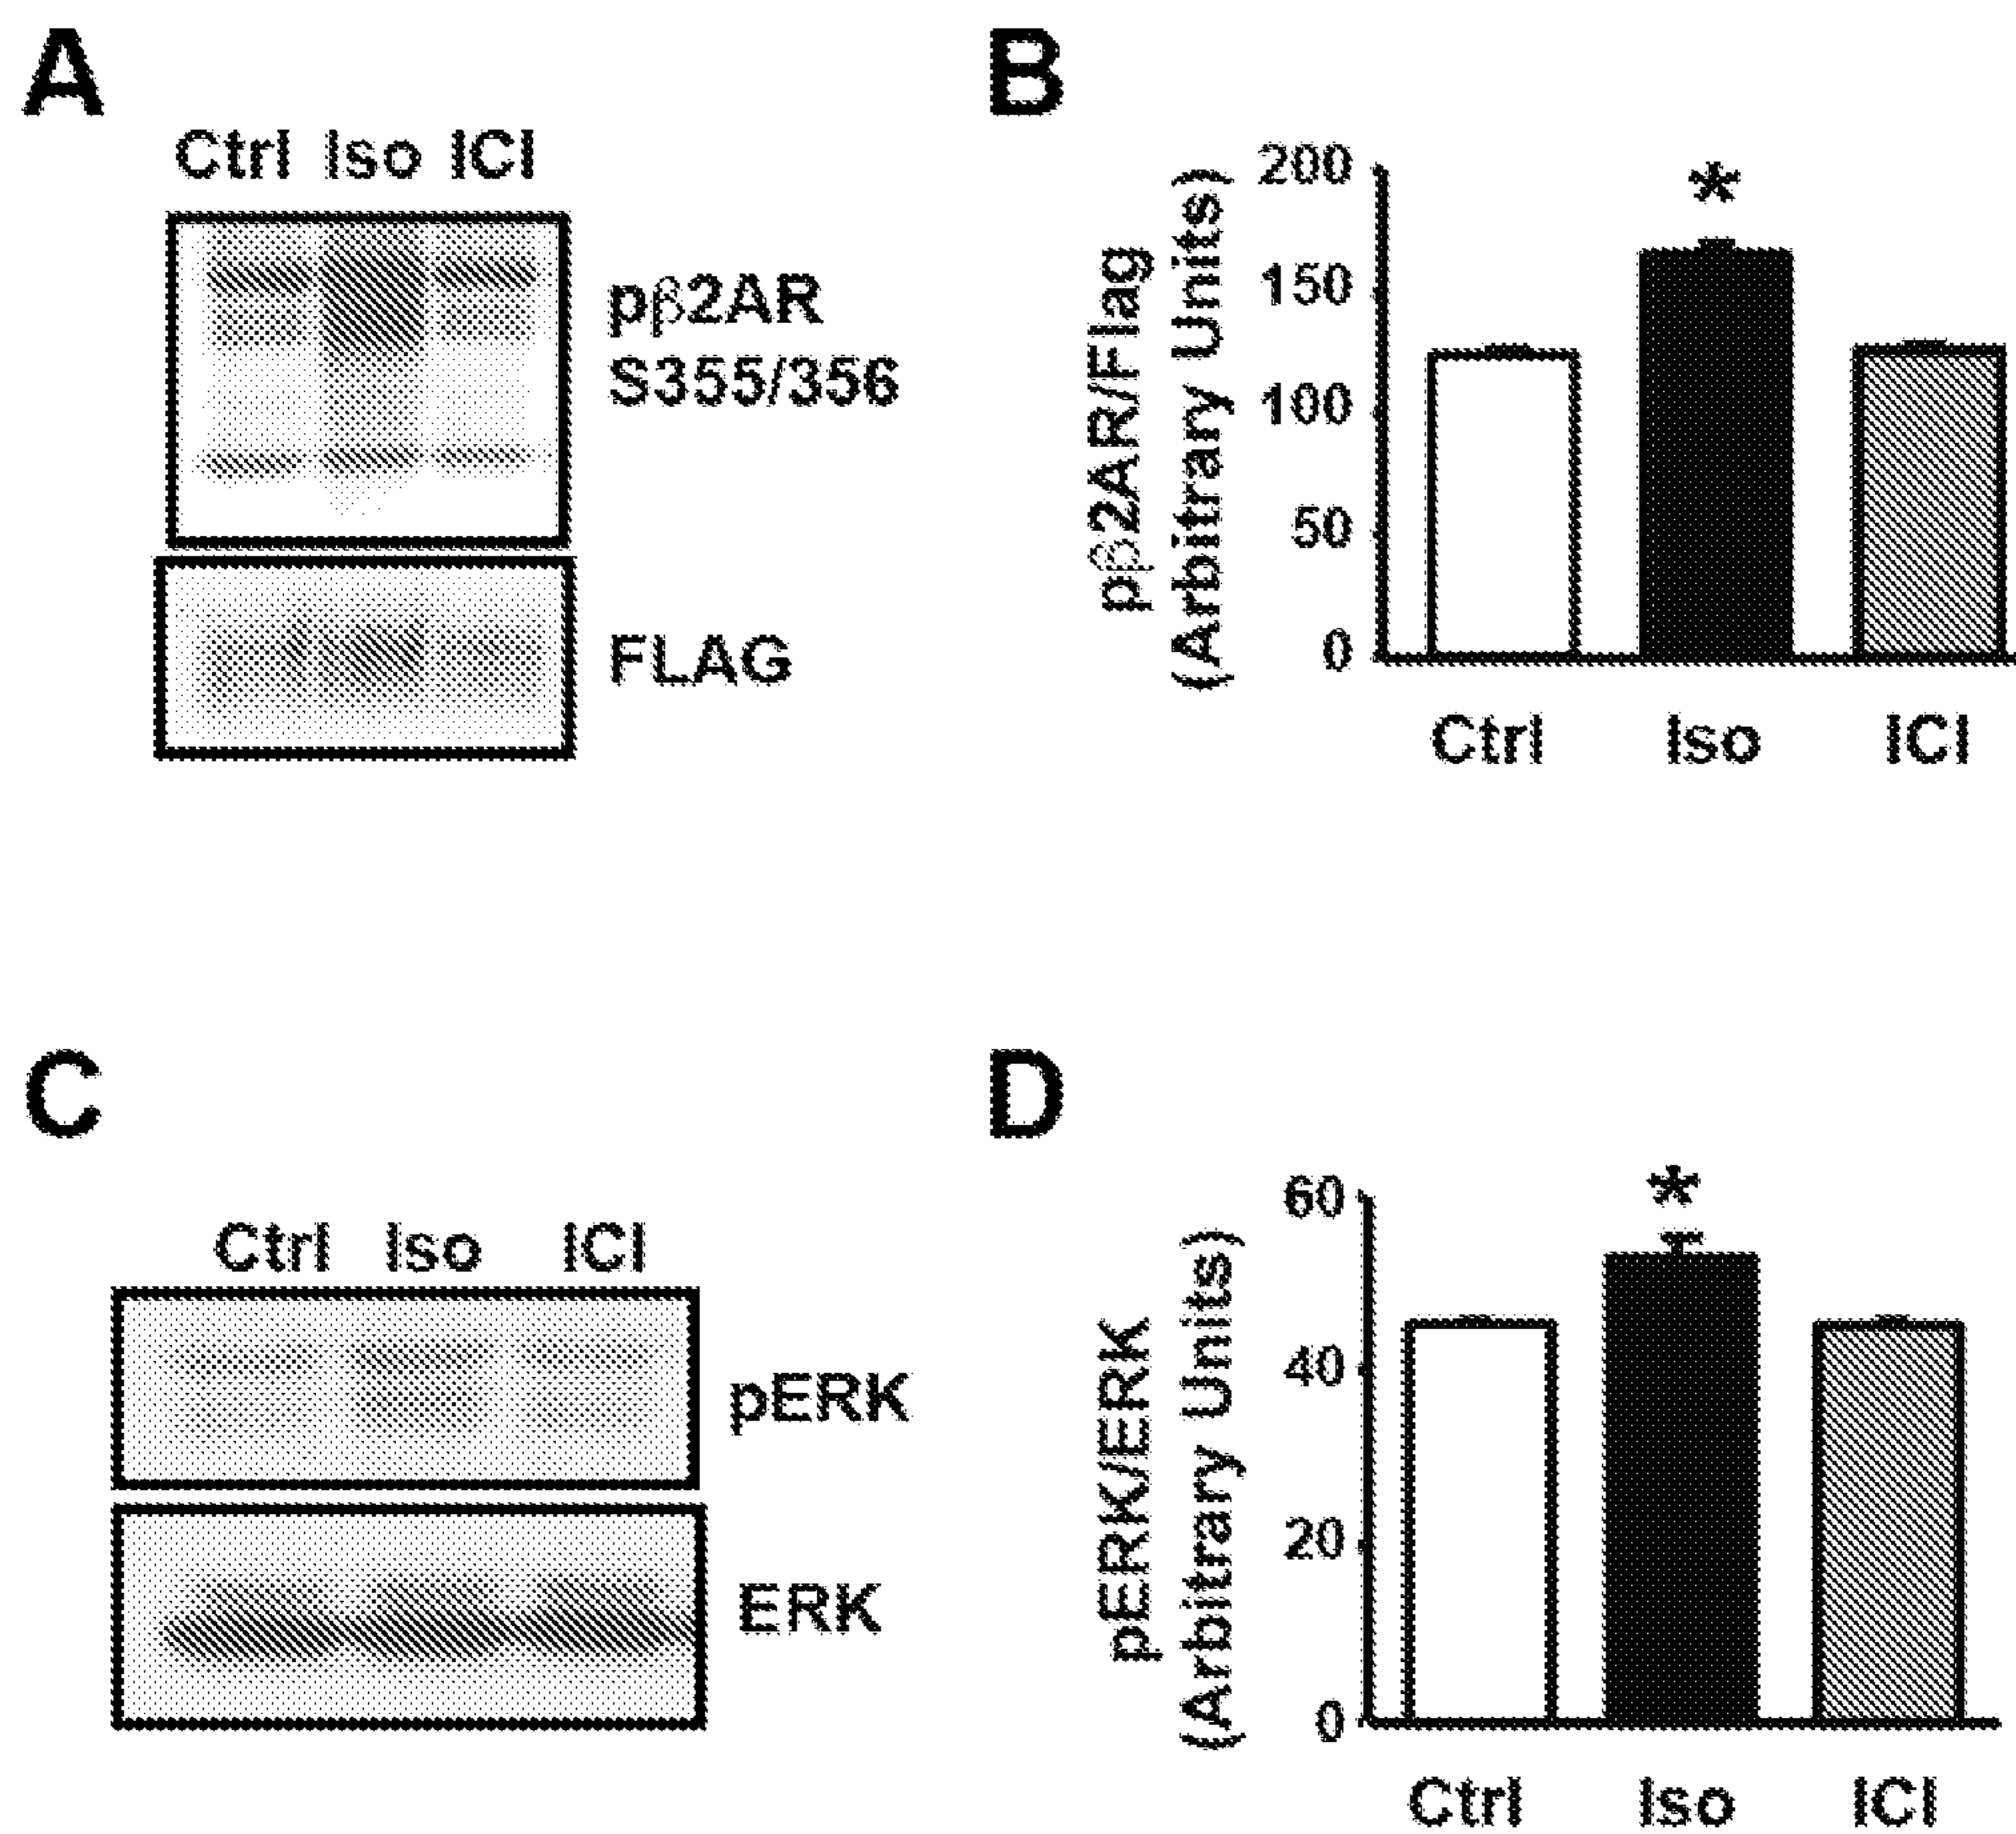 A
Ctrl Iso ICI
pβ2AR
S355/356
FLAG
B
pβ2AR/Flag
(Arbitrary Units)
200
150
100
50
0
*
Ctrl Iso ICI
C
Ctrl Iso ICI
pERK
ERK
D
pERK/ERK
(Arbitrary Units)
60
40
20
0
*
Ctrl Iso ICI